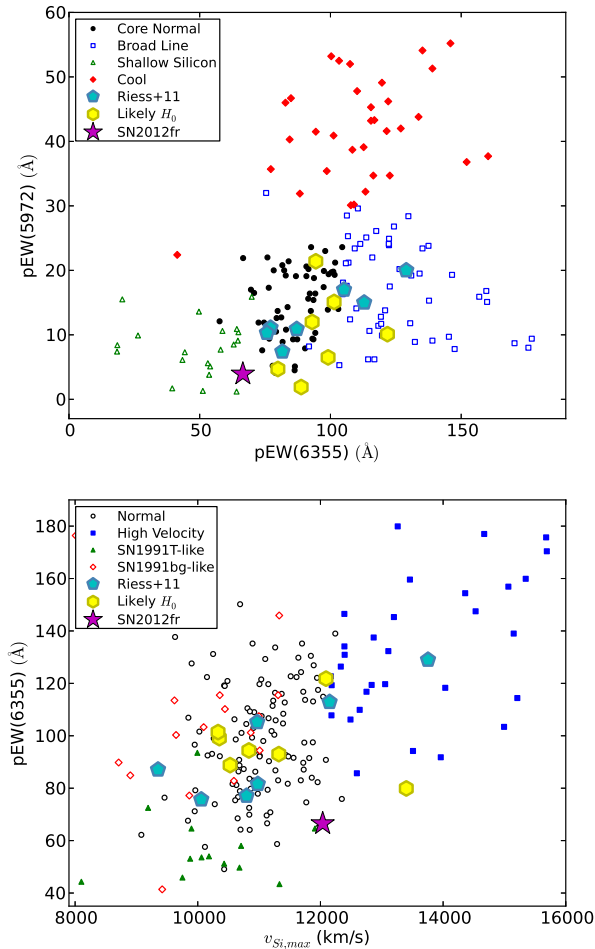 60
50
40
30
20
10
0
pEW(5972) (Å)
Core Normal
Broad Line
Shallow Silicon
Cool
Riess+11
Likely H₀
SN2012fr
0 50 100 150
pEW(6355) (Å)
180
160
140
120
100
80
60
40
pEW(6355) (Å)
Normal
High Velocity
SN1991T-like
SN1991bg-like
Riess+11
Likely H₀
SN2012fr
8000 10000 12000 14000 16000
v_{Si,max} (km/s)